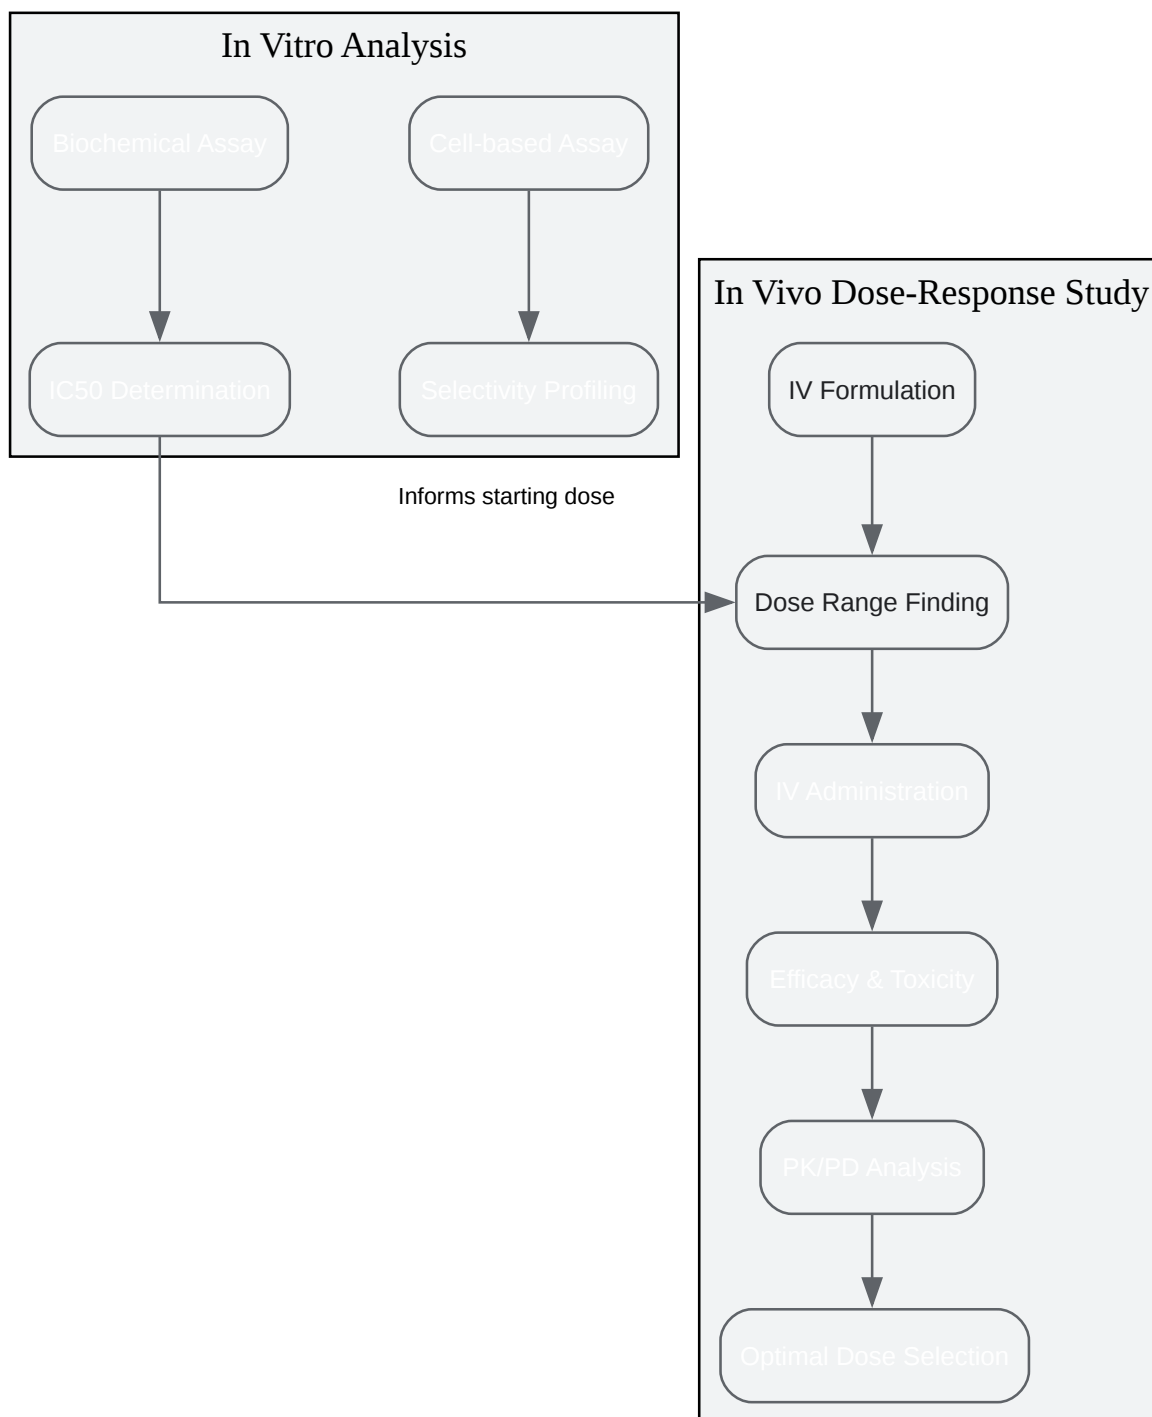 In Vitro Analysis
Biochemical Assay
Cell-based Assay
IC50 Determination
Selectivity Profiling
Informs starting dose
In Vivo Dose-Response Study
IV Formulation
Dose Range Finding
IV Administration
Efficacy & Toxicity
PK/PD Analysis
Optimal Dose Selection